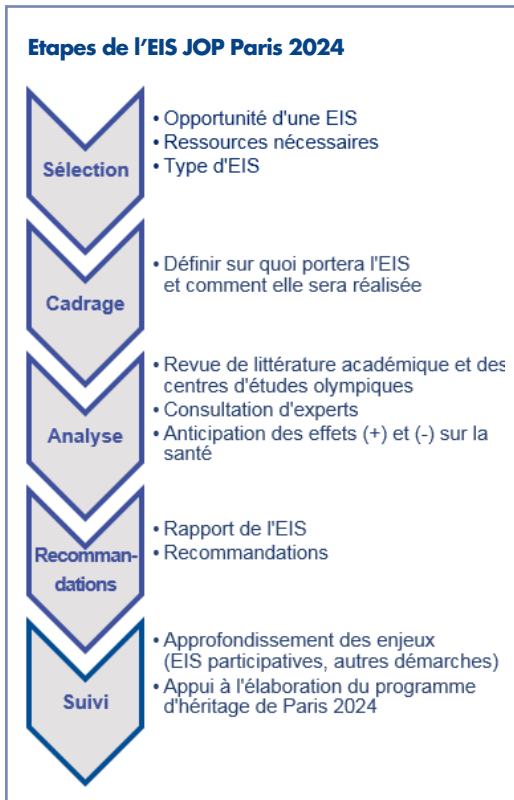 Etapes de l'EIS JOP Paris 2024
Sélection
• Opportunité d'une EIS
• Ressources nécessaires
• Type d'EIS
Cadrage
• Définir sur quoi portera l'EIS
et comment elle sera réalisée
Analyse
• Revue de littérature académique et des
centres d'études olympiques
• Consultation d'experts
• Anticipation des effets (+) et (-) sur la
santé
Recomman-
dations
• Rapport de l'EIS
• Recommandations
Suivi
• Approfondissement des enjeux
(EIS participatives, autres démarches)
• Appui à l'élaboration du programme
d'héritage de Paris 2024